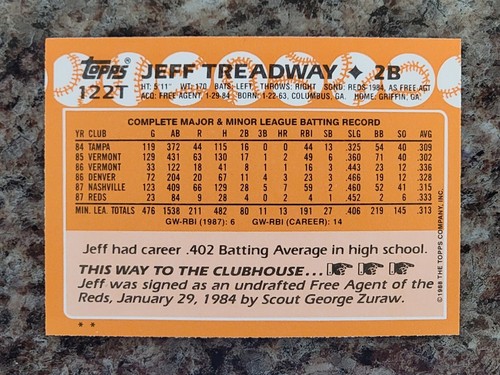 Topps
122T
JEFF TREADWAY ✦ 2B
HT: 5'11" WT: 170 BATS: LEFT THROWS: RIGHT SGND: REDS 1984, AS FREE AGT
ACQ: FREE AGENT, 1-29-84 BORN: 1-22-63, COLUMBUS, GA. HOME: GRIFFIN, GA.
COMPLETE MAJOR & MINOR LEAGUE BATTING RECORD
YR CLUB G AB R H 2B 3B HR RBI SB SLG BB SO AVG
84 TAMPA 119 372 44 115 16 0 0 44 13 .325 54 40 .309
85 VERMONT 129 431 63 130 17 1 2 49 6 .360 71 40 .302
86 VERMONT 33 122 18 41 8 1 1 16 3 .443 23 12 .336
86 DENVER 72 204 20 67 11 4 3 23 3 .466 19 12 .328
87 NASHVILLE 123 409 66 129 28 5 7 59 2 .460 52 41 .315
87 REDS 23 84 9 28 4 0 2 4 1 .452 2 6 .333
MIN. LEA. TOTALS 476 1538 211 482 80 11 13 191 27 .406 219 145 .313
GW-RBI (1987): 6 GW-RBI (CAREER): 14
Jeff had career .402 Batting Average in high school.
THIS WAY TO THE CLUBHOUSE...
Jeff was signed as an undrafted Free Agent of the
Reds, January 29, 1984 by Scout George Zuraw.
* *
©1988 THE TOPPS COMPANY, INC.